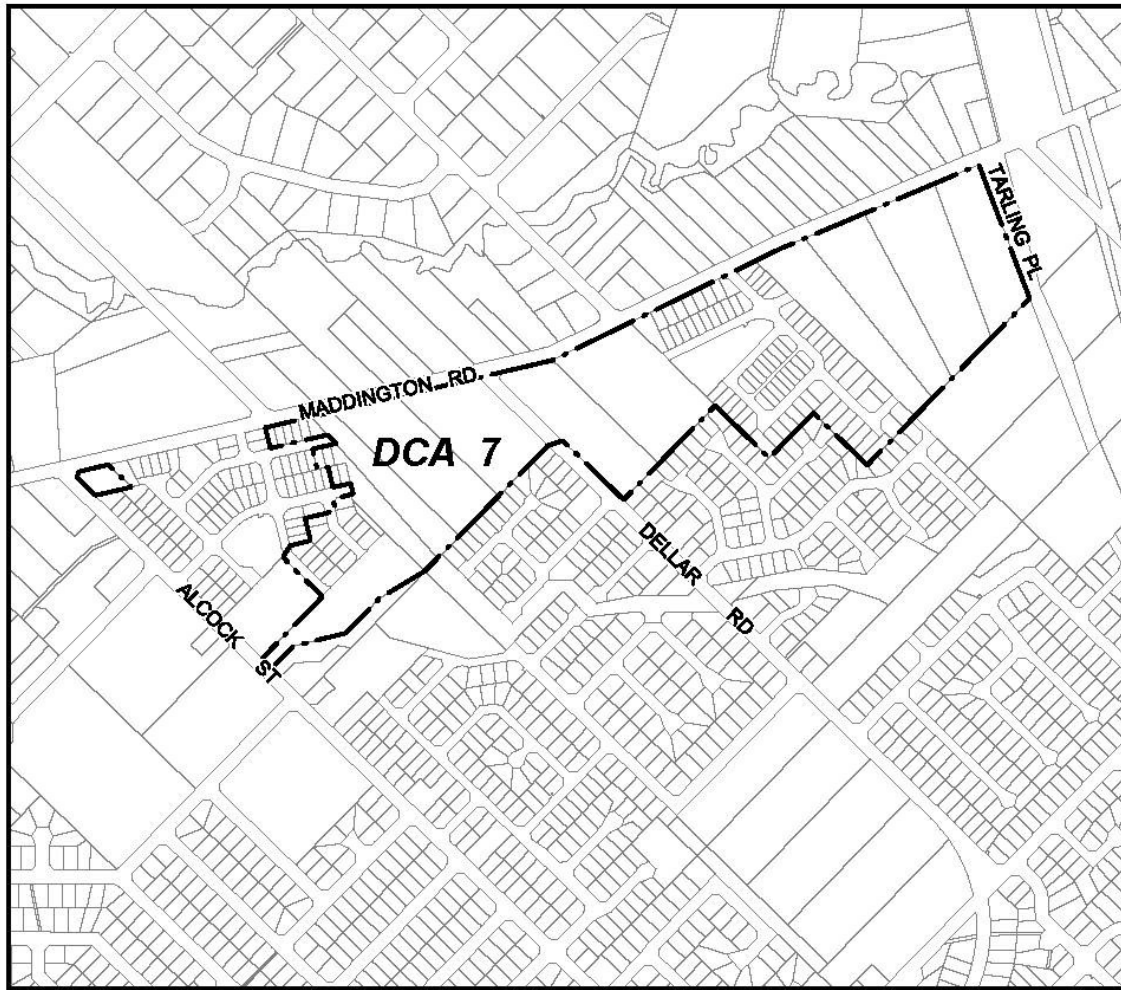 TARLING PL
MADDINGTON RD
DCA 7
DELLAR
RD
ALCOCK
ST